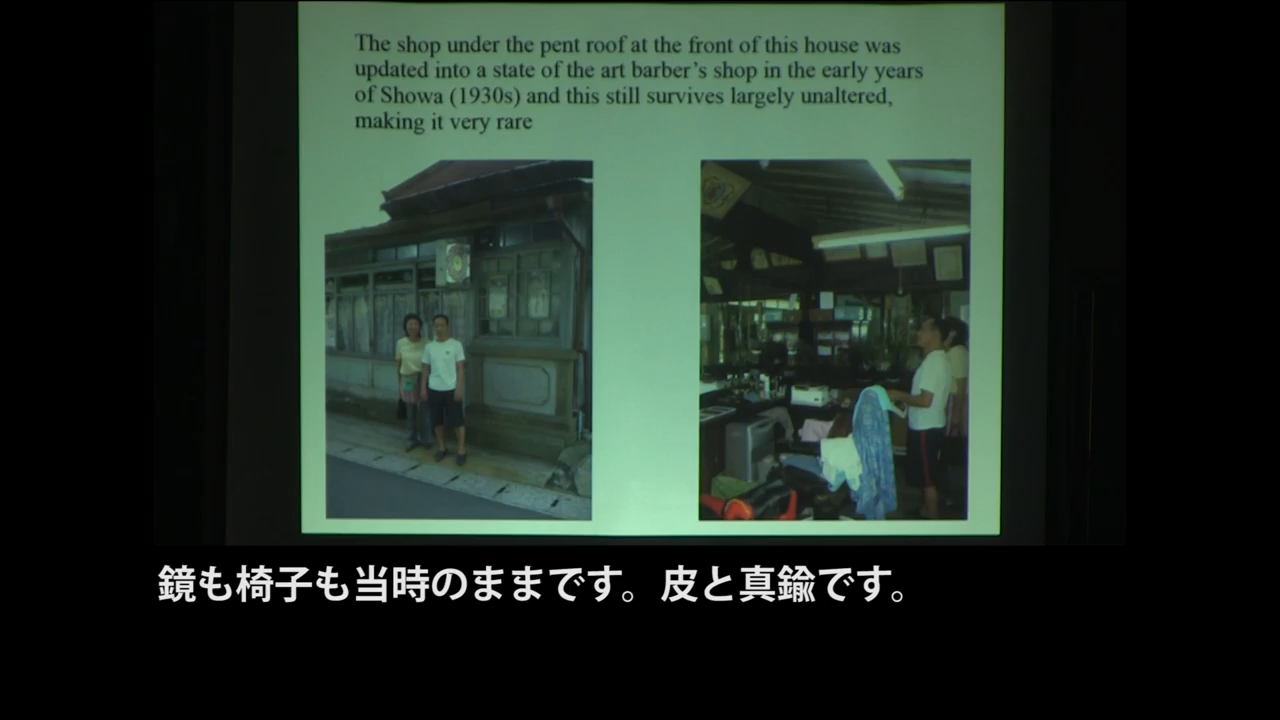 The shop under the pent roof at the front of this house was
updated into a state of the art barber's shop in the early years
of Showa (1930s) and this still survives largely unaltered,
making it very rare
鏡も椅子も当時のままです。皮と真鍮です。